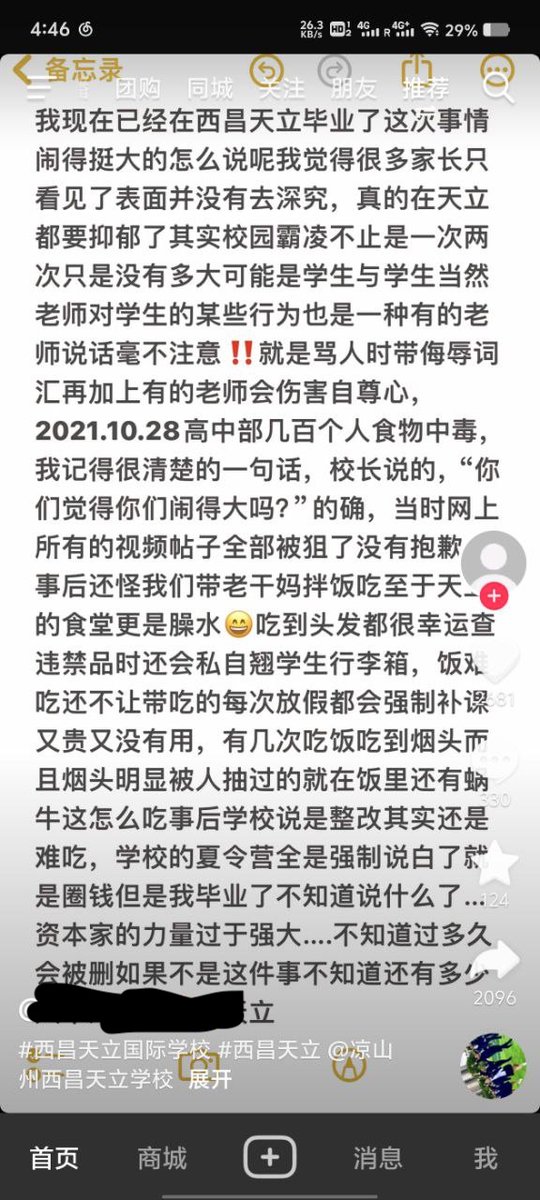 4:46
26.3 KB/s HD 1 2 4G R 4G+ 29%
备忘录
团购 同城 关注 朋友 推荐
我现在已经在西昌天立毕业了这次事情
闹得挺大的怎么说呢我觉得很多家长只
看见了表面并没有去深究，真的在天立
都要抑郁了其实校园霸凌不止是一次两
次只是没有多大可能是学生与学生当然
老师对学生的某些行为也是一种有的老
师说话毫不注意‼️就是骂人时带侮辱词
汇再加上有的老师会伤害自尊心，
2021.10.28高中部几百个人食物中毒，
我记得很清楚的一句话，校长说的，“你
们觉得你们闹得大吗？”的确，当时网上
所有的视频帖子全部被狙了没有抱歉
事后还怪我们带老干妈拌饭吃至于天立
的食堂更是臊水😄吃到头发都很幸运查
违禁品时还会私自翘学生行李箱，饭难
吃还不让带吃的每次放假都会强制补课
又贵又没有用，有几次吃饭吃到烟头而
且烟头明显被人抽过的就在饭里还有蜗
牛这怎么吃事后学校说是整改其实还是
难吃，学校的夏令营全是强制说白了就
是圈钱但是我毕业了不知道说什么了...
资本家的力量过于强大....不知道过多久
会被删如果不是这件事不知道还有多少
立
681
330
124
2096
#西昌天立国际学校 #西昌天立 @凉山
州西昌天立学校 展开
首页 商城 消息 我